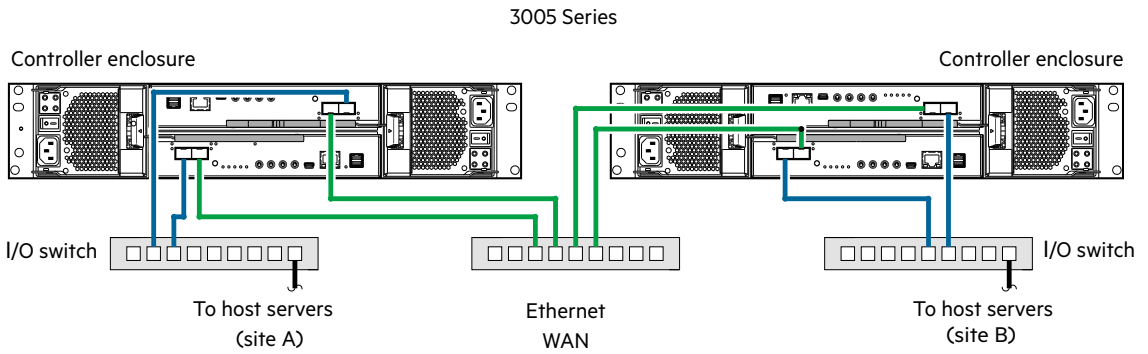 3005 Series
Controller enclosure
Controller enclosure
I/O switch
I/O switch
To host servers
(site A)
Ethernet
WAN
To host servers
(site B)